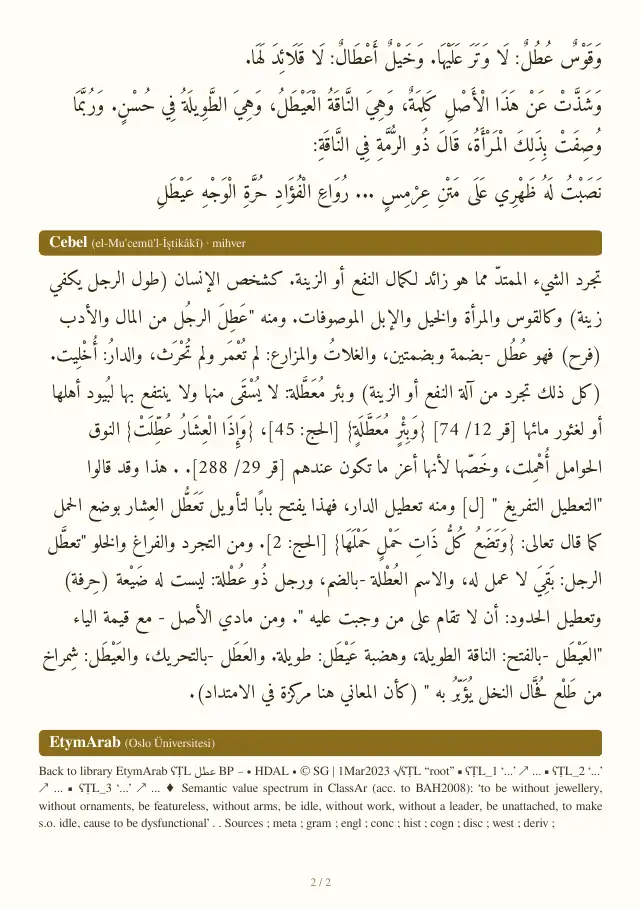 وَقَوْسٌ عُطُلٌ: لَا وَتَرَ عَلَيْهَا. وَخَيْلٌ أَعْطَالٌ: لَا قَلَائِدَ لَهَا.
وَشَذَّتْ عَنْ هَذَا الْأَصْلِ كَلِمَةٌ، وَهِيَ النَّاقَةُ الْعَيْطَلُ، وَهِيَ الطَّوِيلَةُ فِي حُسْنٍ. وَرُبَّمَا
وُصِفَتْ بِذَلِكَ الْمَرْأَةُ، قَالَ ذُو الرُّمَّةِ فِي النَّاقَةِ:
نَصَبْتُ لَهُ ظَهْرِي عَلَى مَتْنِ عِرْمِسٍ ... رُوَاعِ الْفُؤَادِ حُرَّةِ الْوَجْهِ عَيْطَلِ
Cebel (el-Mu'cemü'l-İştikâkî) · mihver
تجرد الشيء الممتدّ مما هو زائد لكمال النفع أو الزينة. كشخص الإنسان (طول الرجل يكفي
زينة) وكالقوس والمرأة والخيل والإبل الموصوفات. ومنه "عَطِلَ الرجُل من المال والأدب
(فرح) فهو عُطُل -بضمة وبضمتين، والغلاتُ والمزارع: لم تُعْمَر ولم تُحْرَث، والدارُ: أُخْلِيت.
(كل ذلك تجرد من آلة النفع أو الزينة) وبئر مُعَطَّلة: لا يُسْقَى منها ولا ينتفع بها لبُيود أهلها
أو لغئور مائها [قر 12/ 74] {وَبِئْرٍ مُعَطَّلَةٍ} [الحج: 45]، {وَإِذَا الْعِشَارُ عُطِّلَتْ} النوق
الحوامل أُهْمِلت، وخَصّها لأنها أعز ما تكون عندهم [قر 29/ 288]. . هذا وقد قالوا
"التعطيل التفريغ " [ل] ومنه تعطيل الدار، فهذا يفتح بابًا لتأويل تَعَطُّل العِشار بوضع الحمل
كما قال تعالى: {وَتَضَعُ كُلُّ ذَاتِ حَمْلٍ حَمْلَهَا} [الحج: 2]. ومن التجرد والفراغ والخلو "تعطَّل
الرجل: بَقِيَ لا عمل له، والاسم العُطْلة -بالضم، ورجل ذُو عُطْلة: ليست له ضَيْعة (حِرفة)
وتعطيل الحدود: أن لا تقام على من وجبت عليه ". ومن مادي الأصل - مع قيمة الياء
"العَيْطَل -بالفتح: الناقة الطويلة، وهضبة عَيْطَل: طويلة. والعَطَل -بالتحريك، والعَيْطَل: شِمراخ
من طَلْع فُحَّال النخل يُؤَبَّرُ به " (كأن المعاني هنا مركزة في الامتداد).
EtymArab (Oslo Üniversitesi)
Back to library EtymArab ʕṬL عطل BP – • HDAL • © SG | 1Mar2023 √ʕṬL “root” ▪ ʕṬL_1 ‘...’ ↗ ... ▪ ʕṬL_2 ‘...’
↗ ... ▪ ʕṬL_3 ‘...’ ↗ ... ♦ Semantic value spectrum in ClassAr (acc. to BAH2008): ‘to be without jewellery,
without ornaments, be featureless, without arms, be idle, without work, without a leader, be unattached, to make
s.o. idle, cause to be dysfunctional’ . . Sources ; meta ; gram ; engl ; conc ; hist ; cogn ; disc ; west ; deriv ;
2 / 2